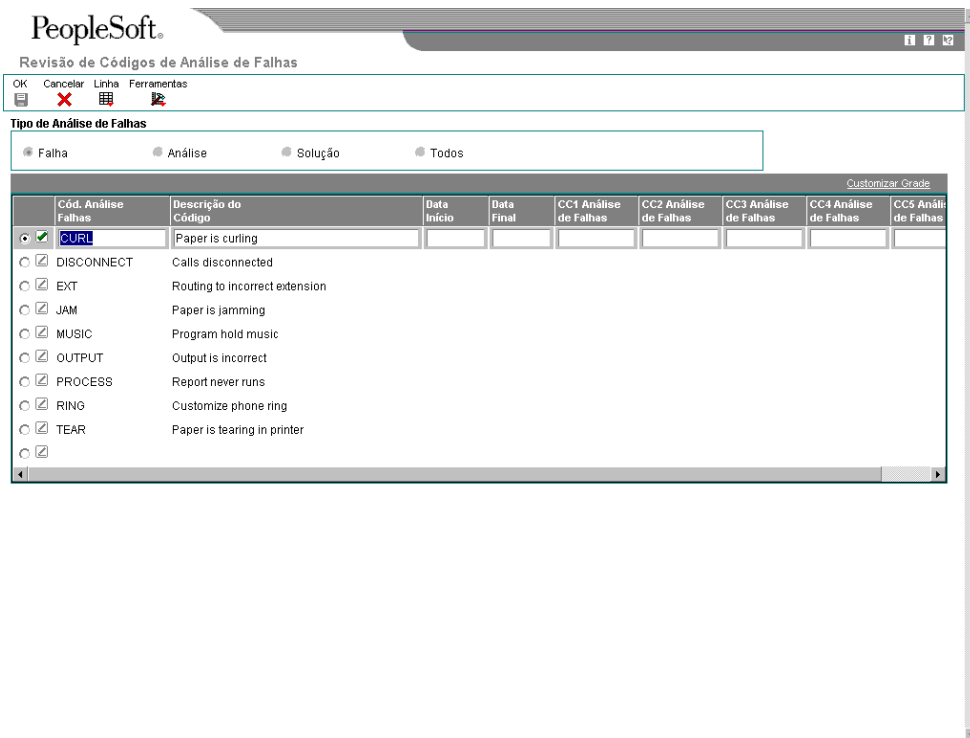 PeopleSoft.
Revisão de Códigos de Análise de Falhas
OK Cancelar Linha Ferramentas
Tipo de Análise de Falhas
Falha Análise Solução Todos
Customizar Grade
Cód. Análise Falhas Descrição do Código Data Início Data Final CC1 Análise de Falhas CC2 Análise de Falhas CC3 Análise de Falhas CC4 Análise de Falhas CC5 Anális de Falhas
CURL Paper is curling
DISCONNECT Calls disconnected
EXT Routing to incorrect extension
JAM Paper is jamming
MUSIC Program hold music
OUTPUT Output is incorrect
PROCESS Report never runs
RING Customize phone ring
TEAR Paper is tearing in printer